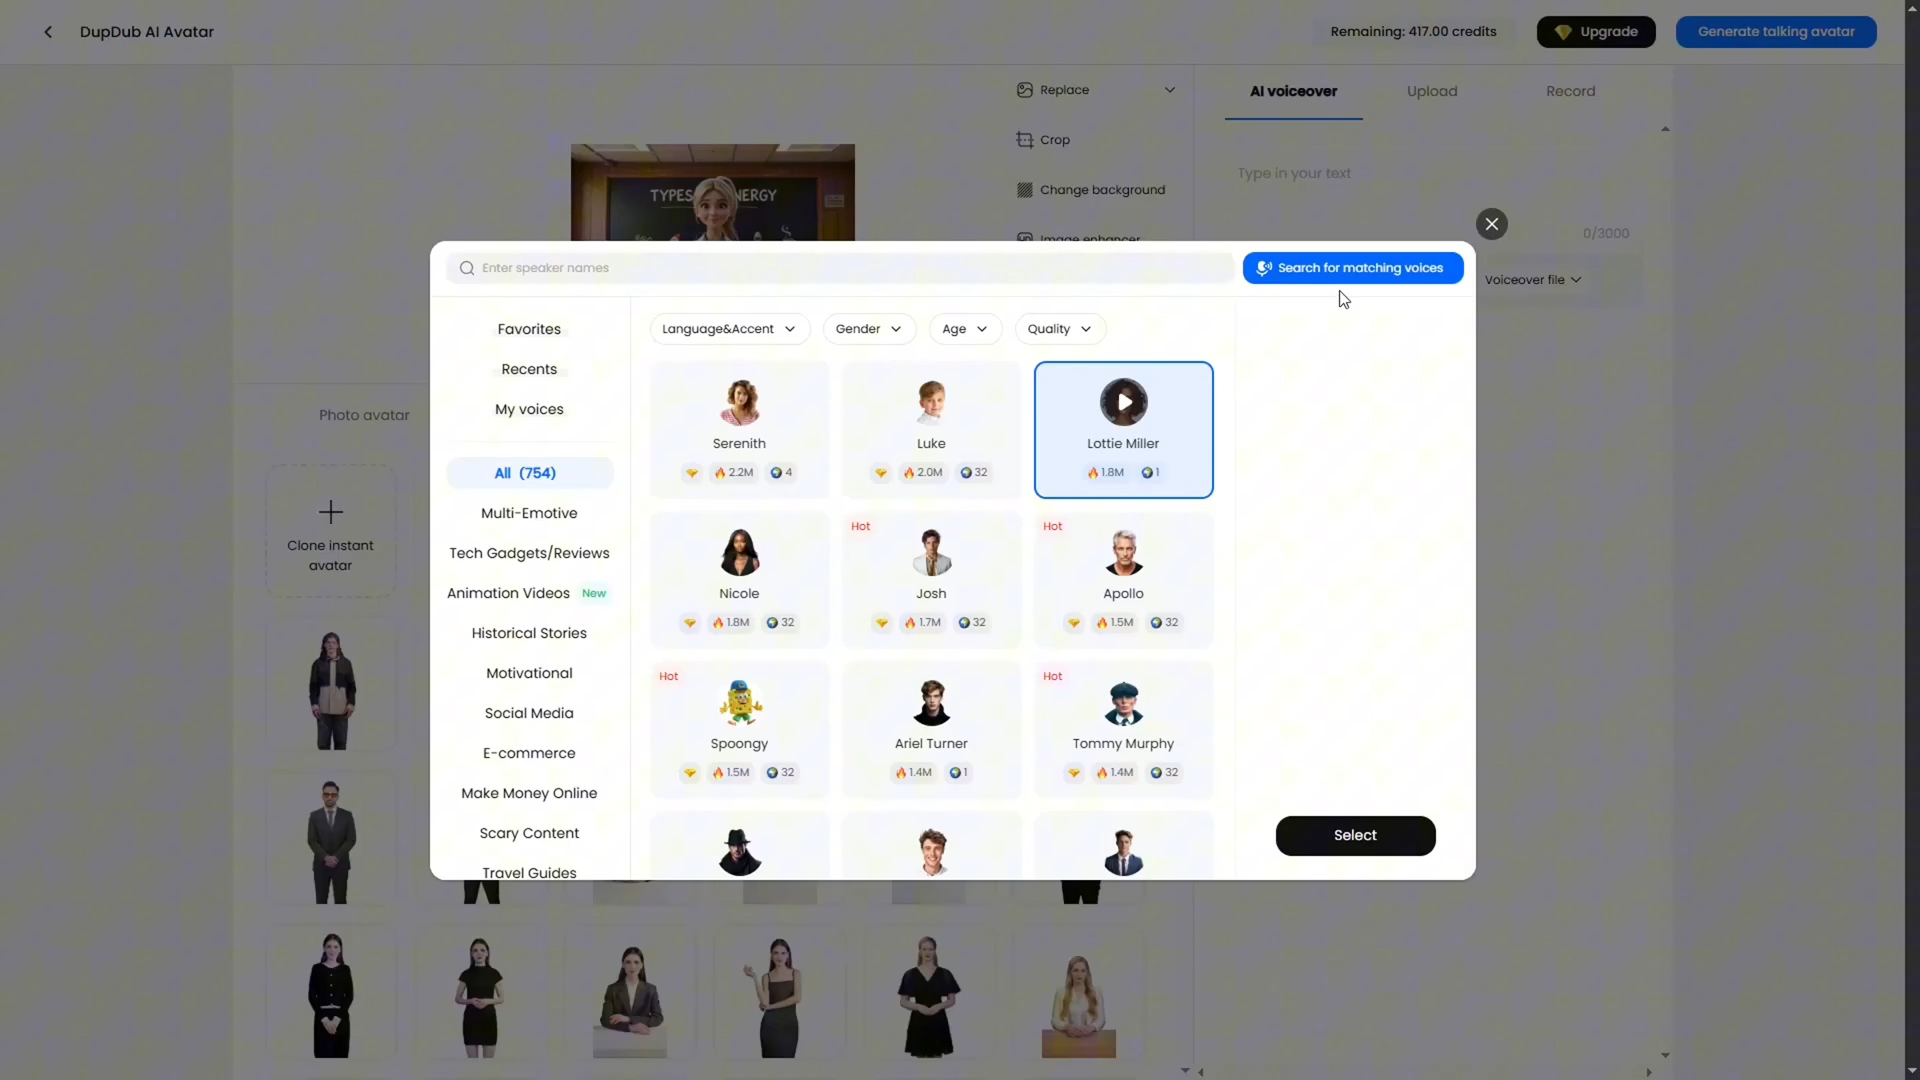 DupDub AI Avatar
Remaining: 417.00 credits
Upgrade
Generate talking avatar
Replace
Crop
Change background
Image enhancer
AI voiceover
Upload
Record
Type in your text
0/3000
Voiceover file
TYPES
NERGY
Photo avatar
Clone instant
avatar
Enter speaker names
Search for matching voices
Favorites
Recents
My voices
All (754)
Multi-Emotive
Tech Gadgets/Reviews
Animation Videos New
Historical Stories
Motivational
Social Media
E-commerce
Make Money Online
Scary Content
Travel Guides
Language&Accent
Gender
Age
Quality
Serenith
2.2M 4
Luke
2.0M 32
Lottie Miller
1.8M 1
Nicole
1.8M 32
Hot
Josh
1.7M 32
Hot
Apollo
1.5M 32
Hot
Spoongy
1.5M 32
Ariel Turner
1.4M 1
Hot
Tommy Murphy
1.4M 32
Select